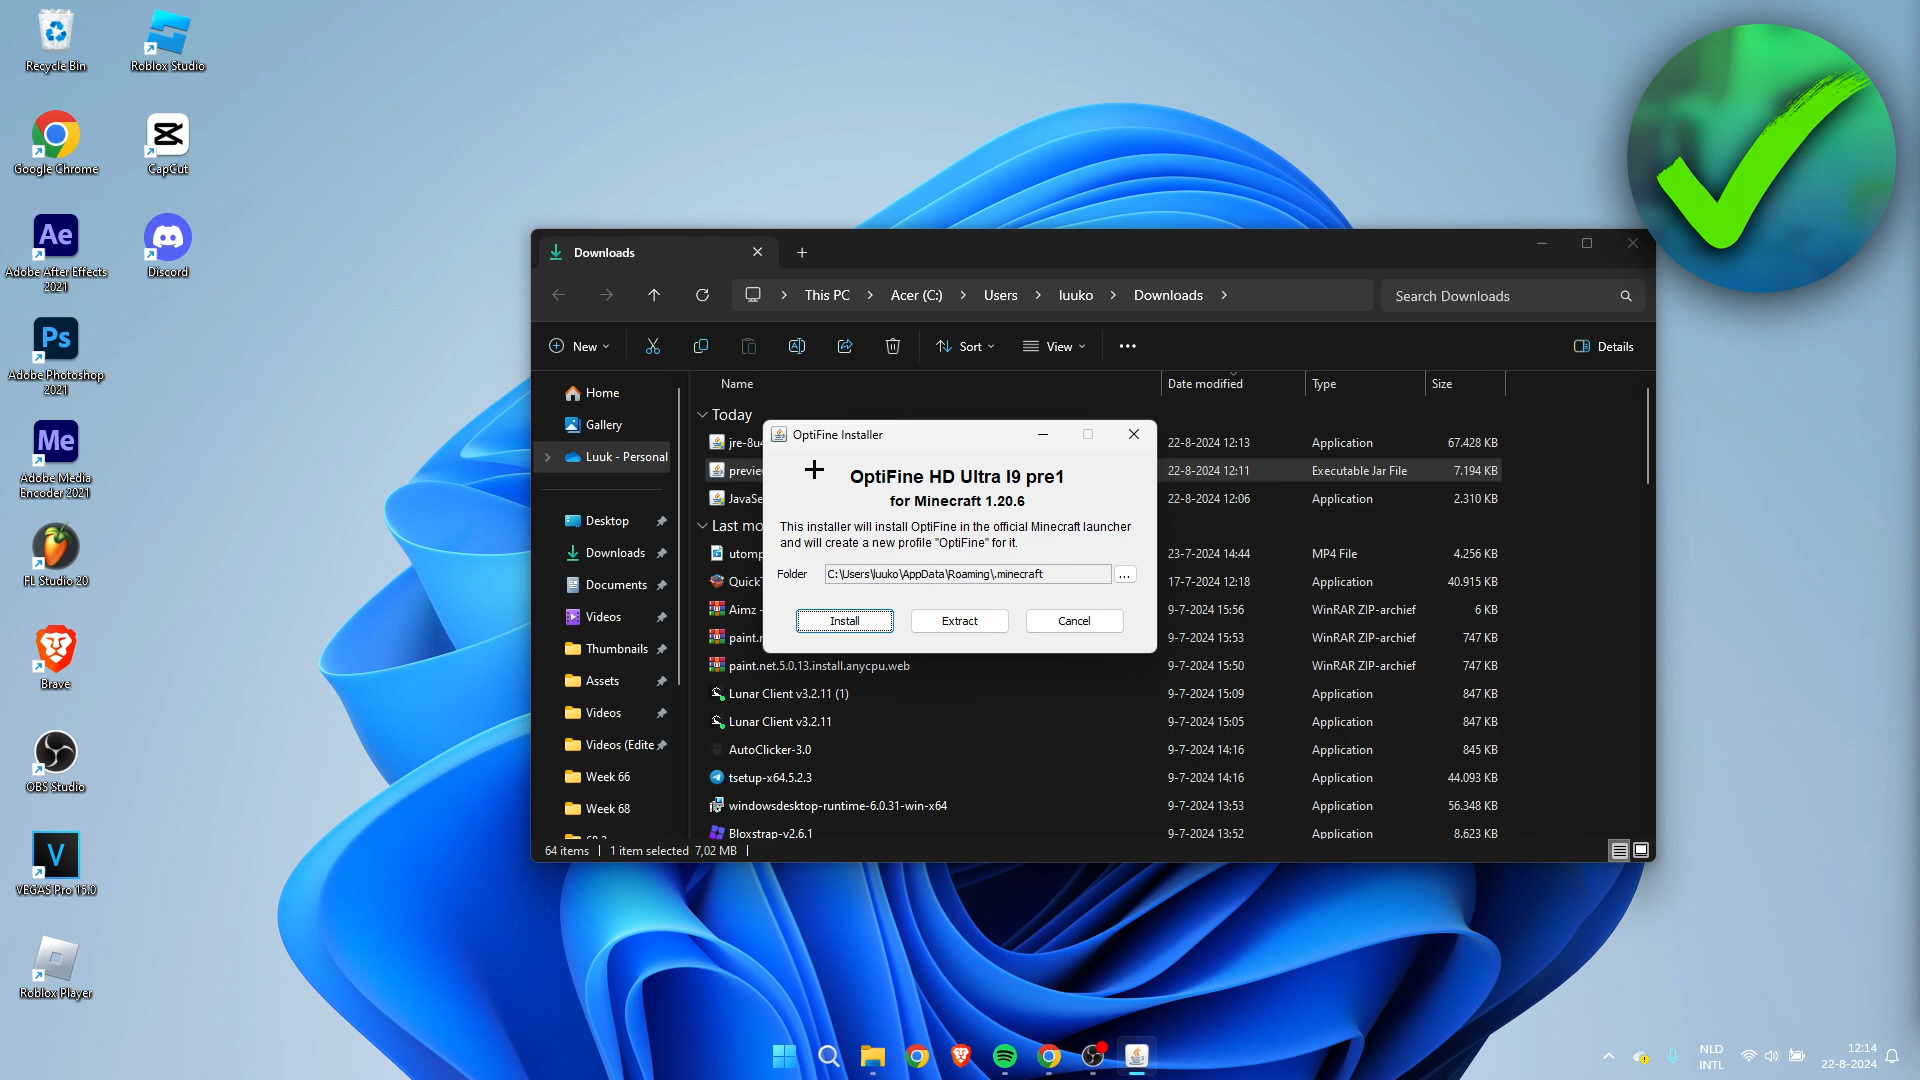 Recycle Bin
Roblox Studio
Google Chrome
CapCut
Ae
Adobe After Effects
2021
Discord
Ps
Adobe Photoshop
2021
Me
Adobe Media
Encoder 2021
FL Studio 20
Brave
OBS Studio
V
VEGAS Pro 15.0
Roblox Player
Downloads
This PC
Acer (C:)
Users
luuko
Downloads
Search Downloads
New
Sort
View
Details
Home
Gallery
Luuk - Personal
Desktop
Downloads
Documents
Videos
Thumbnails
Assets
Videos
Videos (Edite
Week 66
Week 68
Name
Date modified
Type
Size
Today
jre-8u4
22-8-2024 12:13
Application
67.428 KB
previe
22-8-2024 12:11
Executable Jar File
7.194 KB
JavaSe
22-8-2024 12:06
Application
2.310 KB
Last mo
utomp
23-7-2024 14:44
MP4 File
4.256 KB
QuickT
17-7-2024 12:18
Application
40.915 KB
Aimz -
9-7-2024 15:56
WinRAR ZIP-archief
6 KB
paint.n
9-7-2024 15:53
WinRAR ZIP-archief
747 KB
paint.net.5.0.13.install.anycpu.web
9-7-2024 15:50
WinRAR ZIP-archief
747 KB
Lunar Client v3.2.11 (1)
9-7-2024 15:09
Application
847 KB
Lunar Client v3.2.11
9-7-2024 15:05
Application
847 KB
AutoClicker-3.0
9-7-2024 14:16
Application
845 KB
tsetup-x64.5.2.3
9-7-2024 14:16
Application
44.093 KB
windowsdesktop-runtime-6.0.31-win-x64
9-7-2024 13:53
Application
56.348 KB
Bloxstrap-v2.6.1
9-7-2024 13:52
Application
8.623 KB
64 items
1 item selected 7,02 MB
OptiFine Installer
OptiFine HD Ultra I9 pre1
for Minecraft 1.20.6
This installer will install OptiFine in the official Minecraft launcher
and will create a new profile "OptiFine" for it.
Folder
C:\Users\luuko\AppData\Roaming\.minecraft
...
Install
Extract
Cancel
NLD
INTL
12:14
22-8-2024